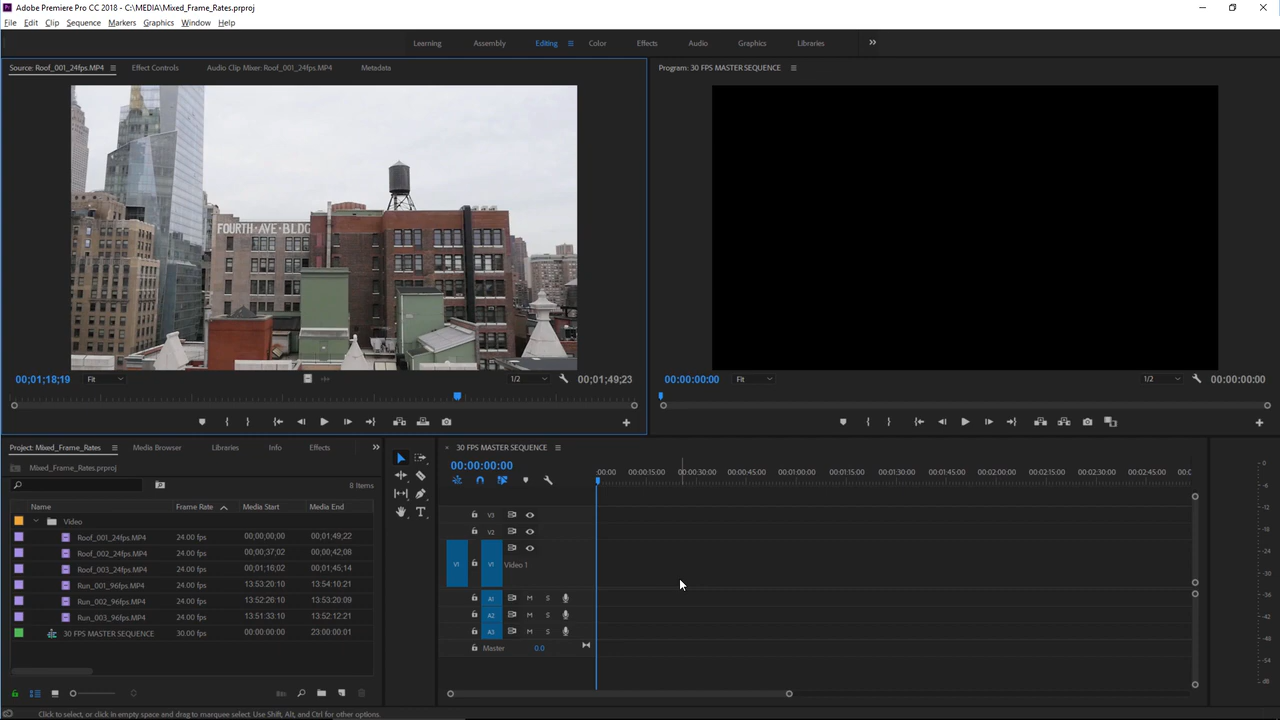 Adobe Premiere Pro CC 2018 - C:\MEDIA\Mixed_Frame_Rates.prproj
File Edit Clip Sequence Markers Graphics Window Help
Learning Assembly Editing Color Effects Audio Graphics Libraries
Source: Roof_001_24fps.MP4 Effect Controls Audio Clip Mixer: Roof_001_24fps.MP4 Metadata
Program: 30 FPS MASTER SEQUENCE
FOURTH·AVE·BLDG
00;01;18;19 Fit 1/2 00;01;49;23
00:00:00:00 Fit 1/2 00:00:00:00
Project: Mixed_Frame_Rates Media Browser Libraries Info Effects
Mixed_Frame_Rates.prproj
8 Items
Name Frame Rate Media Start Media End
Video
Roof_001_24fps.MP4 24.00 fps 00;00;00;00 00;01;49;22
Roof_002_24fps.MP4 24.00 fps 00;00;37;02 00;00;42;08
Roof_003_24fps.MP4 24.00 fps 00;01;16;02 00;01;45;14
Run_001_96fps.MP4 24.00 fps 13:53:20:10 13:54:10:21
Run_002_96fps.MP4 24.00 fps 13:52:26:10 13:53:20:09
Run_003_96fps.MP4 24.00 fps 13:51:33:10 13:52:12:21
30 FPS MASTER SEQUENCE 30.00 fps 00:00:00:00 23:00:00:01
30 FPS MASTER SEQUENCE
00:00:00:00
:00:00 00:00:15:00 00:00:30:00 00:00:45:00 00:01:00:00 00:01:15:00 00:01:30:00 00:01:45:00 00:02:00:00 00:02:15:00 00:02:30:00 00:02:45:00 00:0
V3
V2
V1 V1 Video 1
A1 M S
A2 M S
A3 M S
Master 0.0
0
-6
-12
-18
-24
-30
-36
-42
-48
-54
dB
Click to select, or click in empty space and drag to marquee select. Use Shift, Alt, and Ctrl for other options.